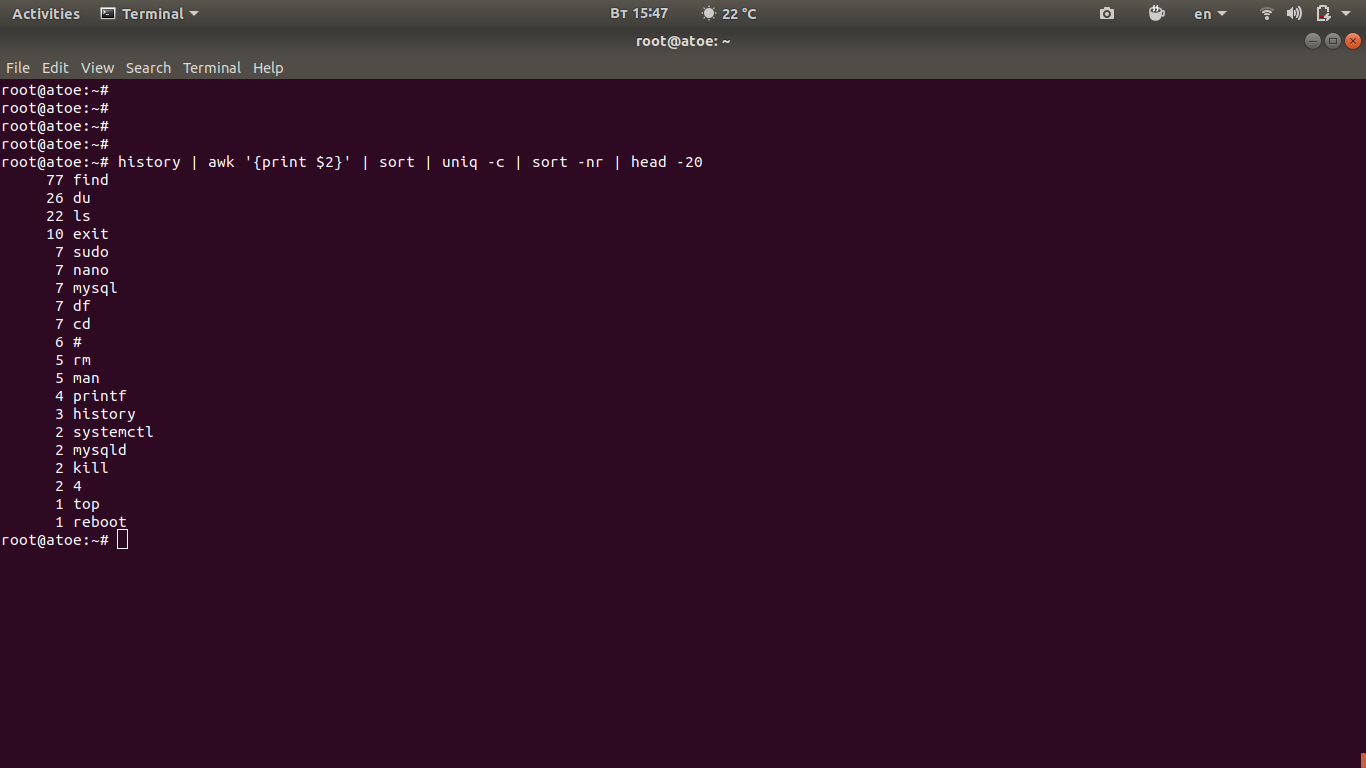 Activities Terminal Вт 15:47 22 °C en
root@atoe: ~
File Edit View Search Terminal Help
root@atoe:~#
root@atoe:~#
root@atoe:~#
root@atoe:~#
root@atoe:~# history | awk '{print $2}' | sort | uniq -c | sort -nr | head -20
77 find
26 du
22 ls
10 exit
7 sudo
7 nano
7 mysql
7 df
7 cd
6 #
5 rm
5 man
4 printf
3 history
2 systemctl
2 mysqld
2 kill
2 4
1 top
1 reboot
root@atoe:~#